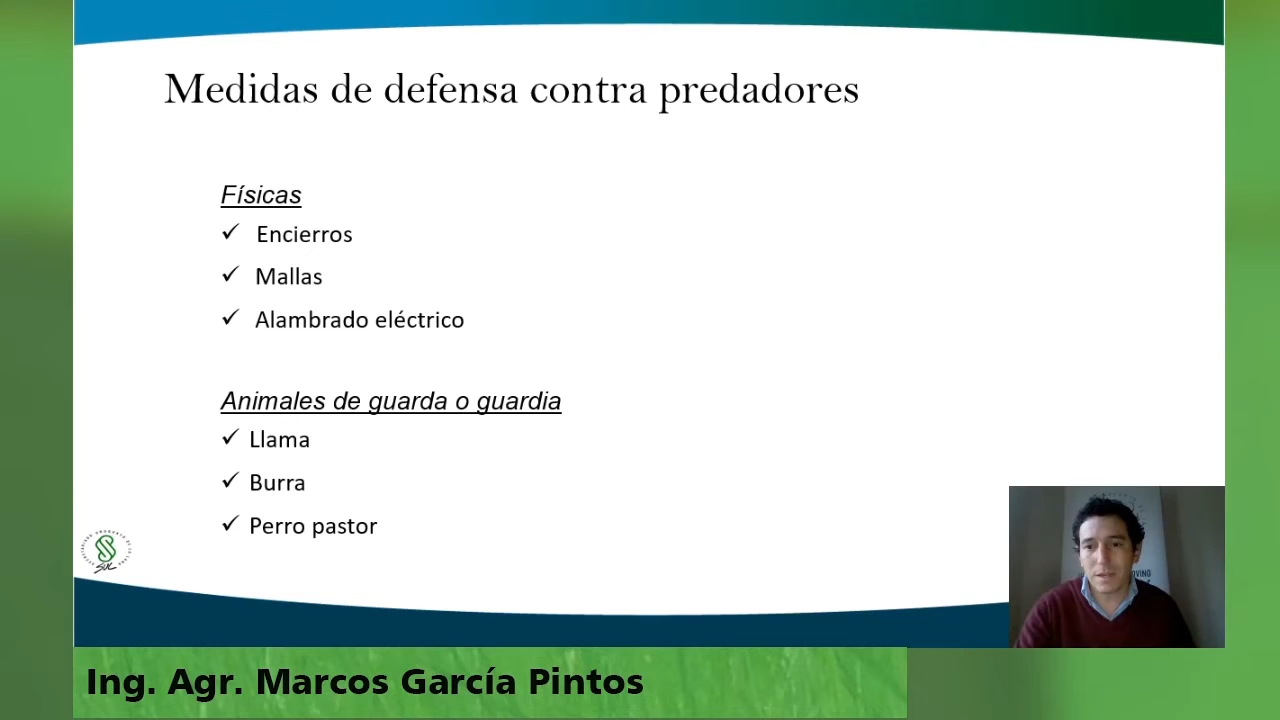 Medidas de defensa contra predadores
Físicas
✓ Encierros
✓ Mallas
✓ Alambrado eléctrico
Animales de guarda o guardia
✓ Llama
✓ Burra
✓ Perro pastor
SUL
Ing. Agr. Marcos García Pintos